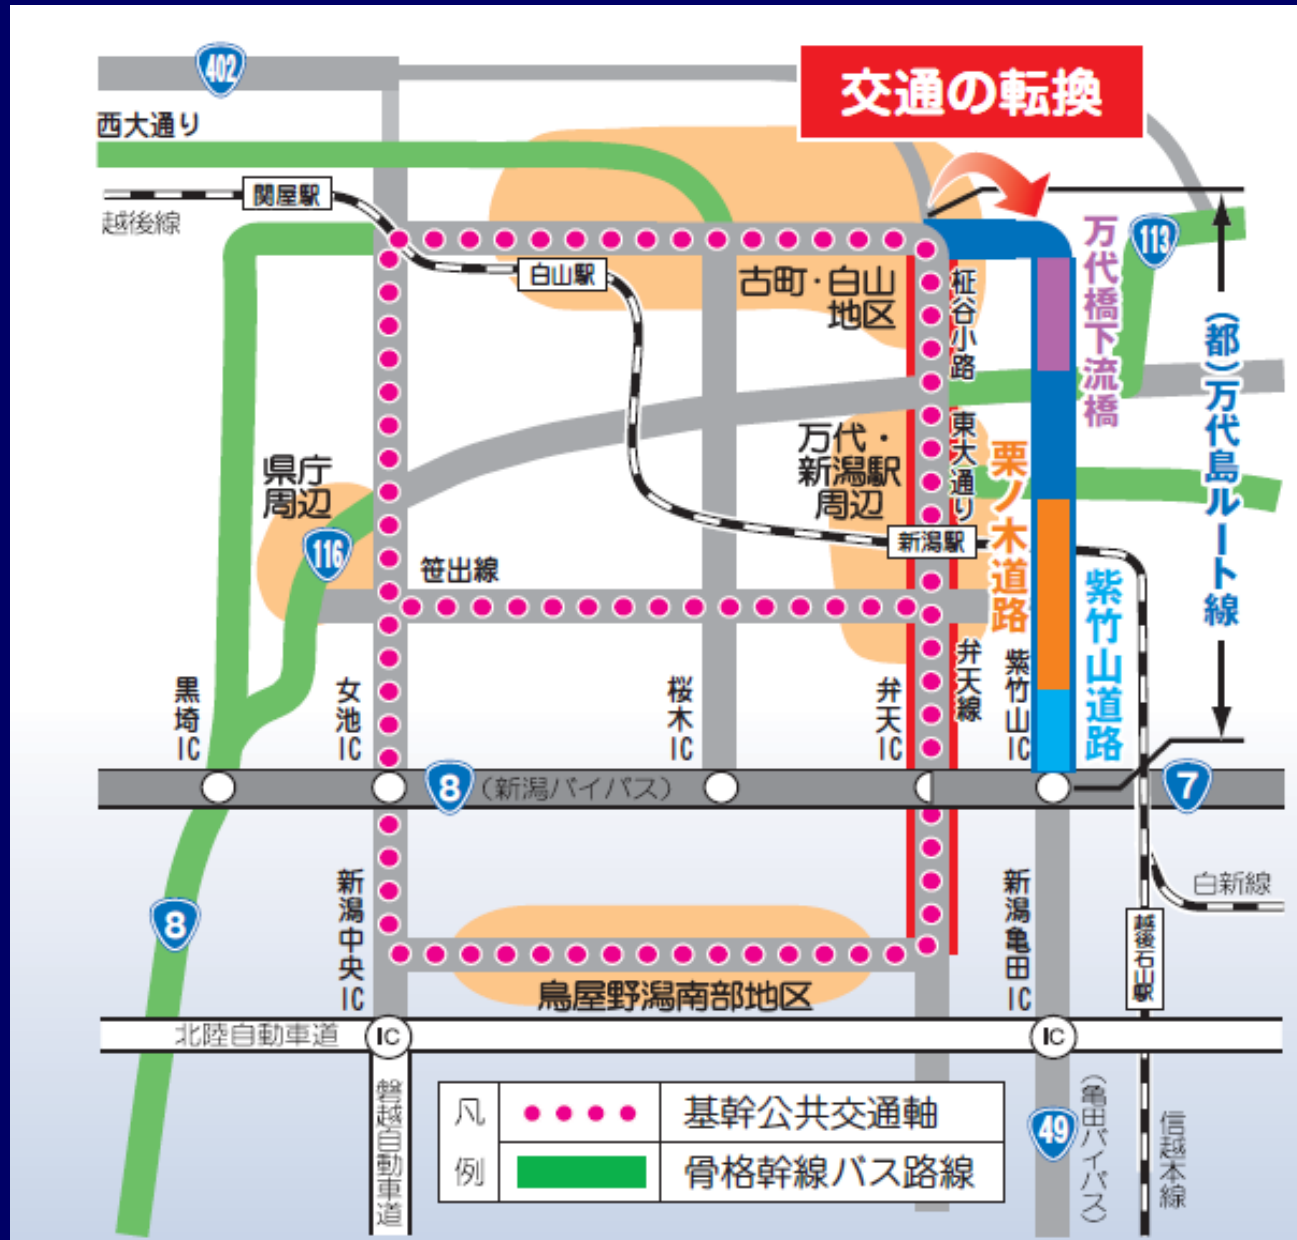 402
交通の転換
西大通り
関屋駅
越後線
113
白山駅
古町・白山
地区
柾谷小路
万代橋下流橋
(都)万代島ルート線
県庁
周辺
116
万代・
新潟駅
周辺
東大通り
新潟駅
栗ノ木道路
笹出線
紫竹山道路
黒埼IC
女池IC
桜木IC
弁天IC
弁天線
紫竹山IC
8
(新潟バイパス)
7
8
新潟中央IC
新潟亀田IC
白新線
越後石山駅
鳥屋野潟南部地区
北陸自動車道
IC
IC
磐越自動車道
凡例
基幹公共交通軸
骨格幹線バス路線
49
(亀田バイパス)
信越本線